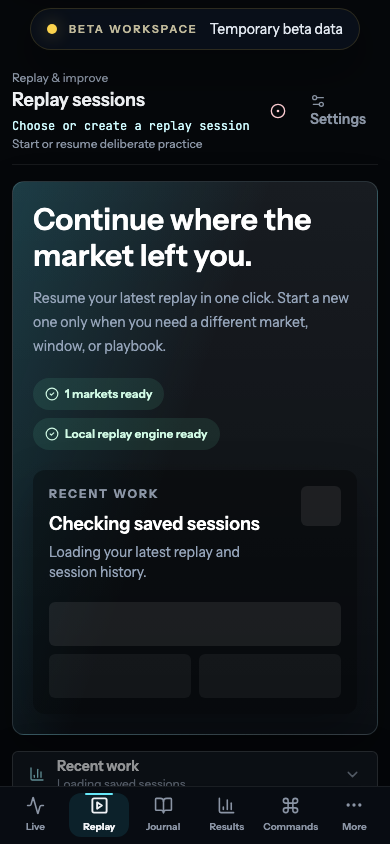 BETA WORKSPACE Temporary beta data
Replay & improve
Replay sessions
Choose or create a replay session
Start or resume deliberate practice
Settings
Continue where the
market left you.
Resume your latest replay in one click. Start a new
one only when you need a different market,
window, or playbook.
1 markets ready
Local replay engine ready
RECENT WORK
Checking saved sessions
Loading your latest replay and
session history.
Recent work
Loading saved sessions
Live Replay Journal Results Commands More